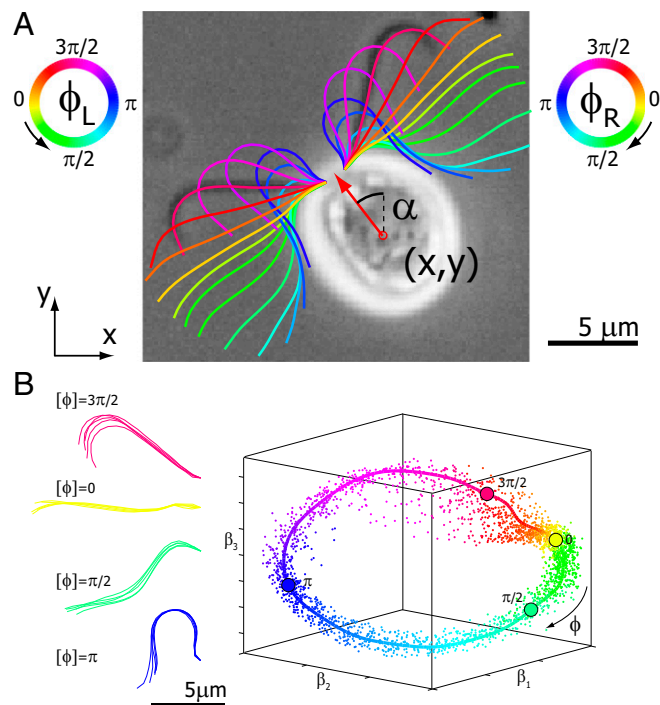 A
3π/2
0
ϕL
π
π/2
3π/2
π
ϕR
0
π/2
α
(x,y)
y
x
5 μm
B
[ϕ]=3π/2
[ϕ]=0
[ϕ]=π/2
[ϕ]=π
5μm
3π/2
0
β3
π
π/2
ϕ
β2
β1